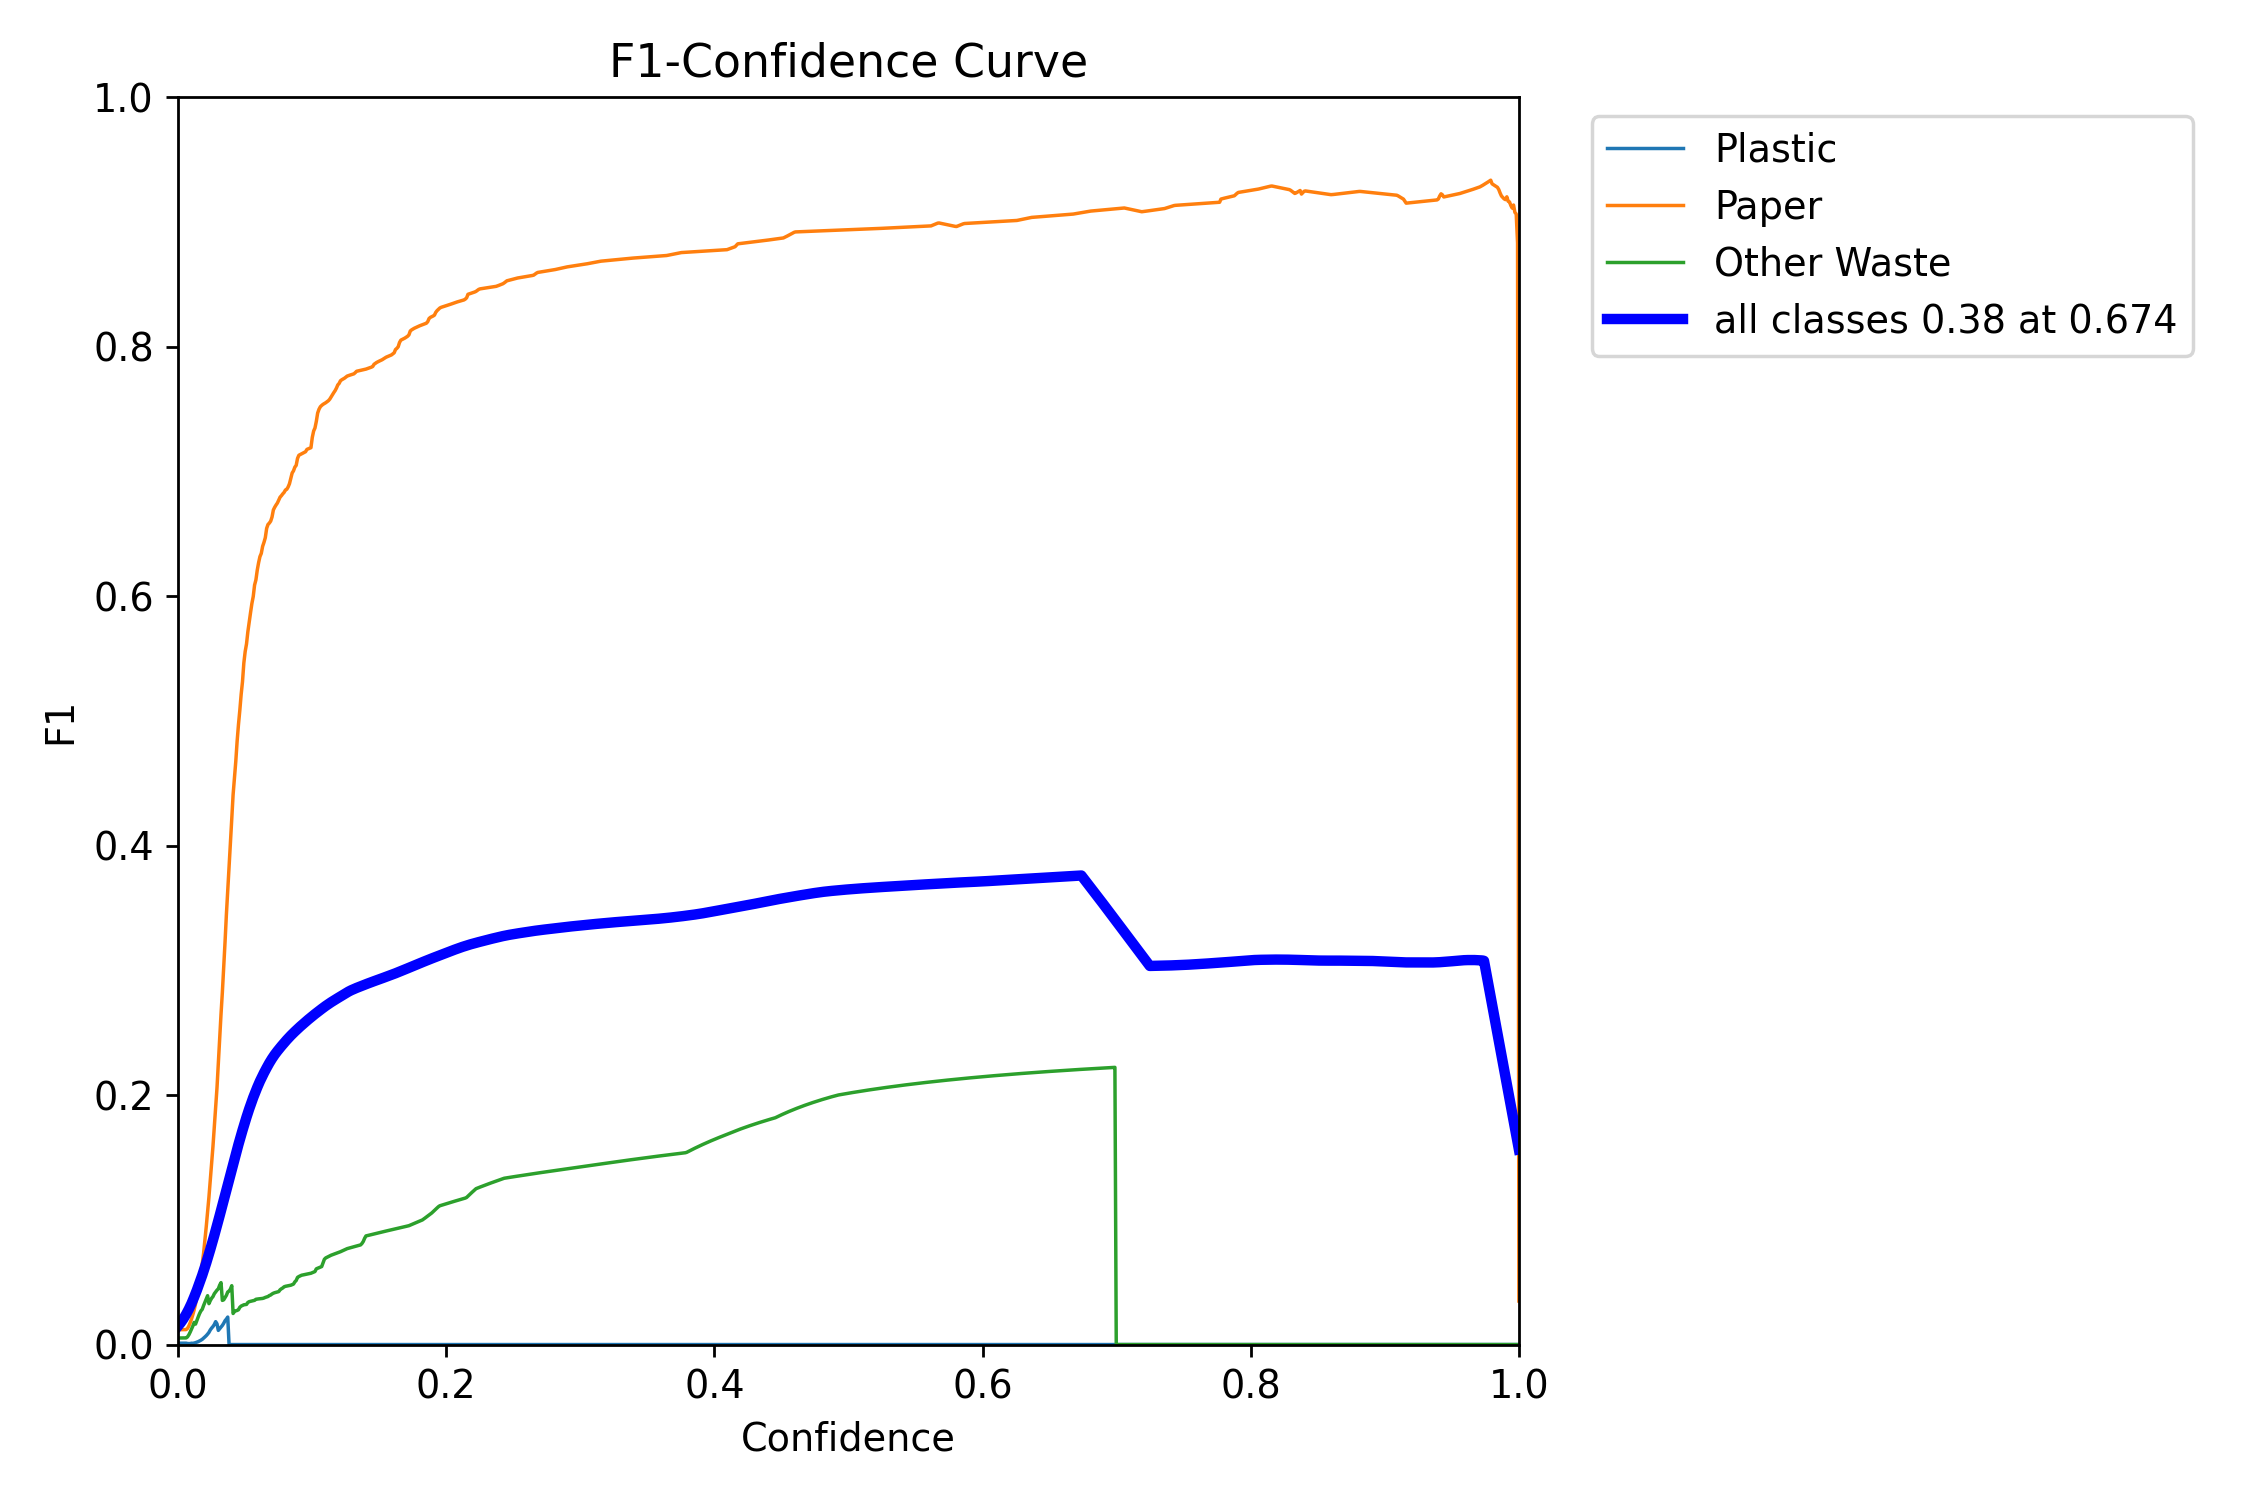 F1-Confidence Curve
1.0
0.8
0.6
0.4
0.2
0.0
F1
0.0 0.2 0.4 0.6 0.8 1.0
Confidence
Plastic
Paper
Other Waste
all classes 0.38 at 0.674